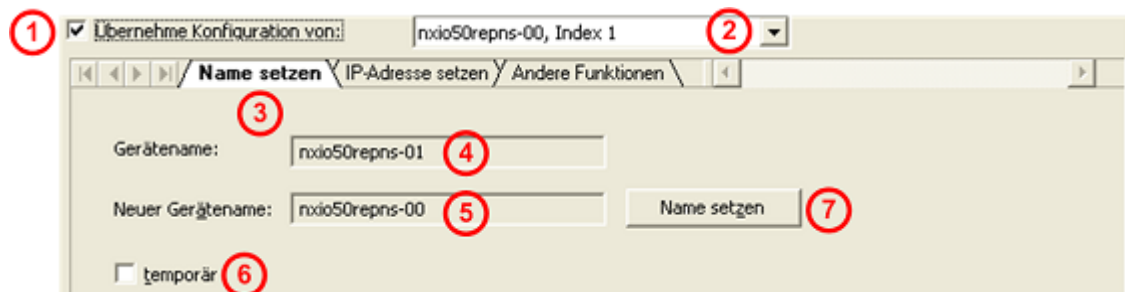 1 Übernehme Konfiguration von: nxio50repns-00, Index 1 2
Name setzen IP-Adresse setzen Andere Funktionen
3
Gerätename: nxio50repns-01 4
Neuer Gerätename: nxio50repns-00 5 Name setzen 7
temporär 6